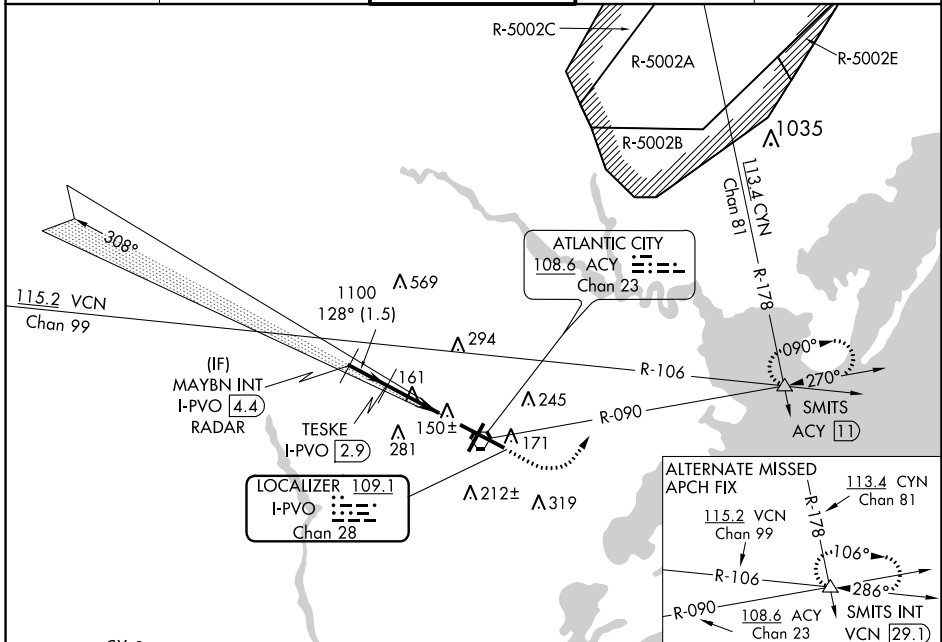 R-5002C
R-5002A
R-5002E
R-5002B
1035
113.4 CYN
Chan 81
R-178
308°
ATLANTIC CITY
108.6 ACY
Chan 23
115.2 VCN
Chan 99
1100
128° (1.5)
569
294
(IF)
MAYBN INT
I-PVO 4.4
RADAR
161
R-106
090°
270°
SMITS
ACY 11
TESKE
I-PVO 2.9
150±
281
245
R-090
171
LOCALIZER 109.1
I-PVO
Chan 28
212±
319
ALTERNATE MISSED
APCH FIX
113.4 CYN
Chan 81
R-178
115.2 VCN
Chan 99
106°
R-106
286°
R-090
108.6 ACY
Chan 23
SMITS INT
VCN 29.1